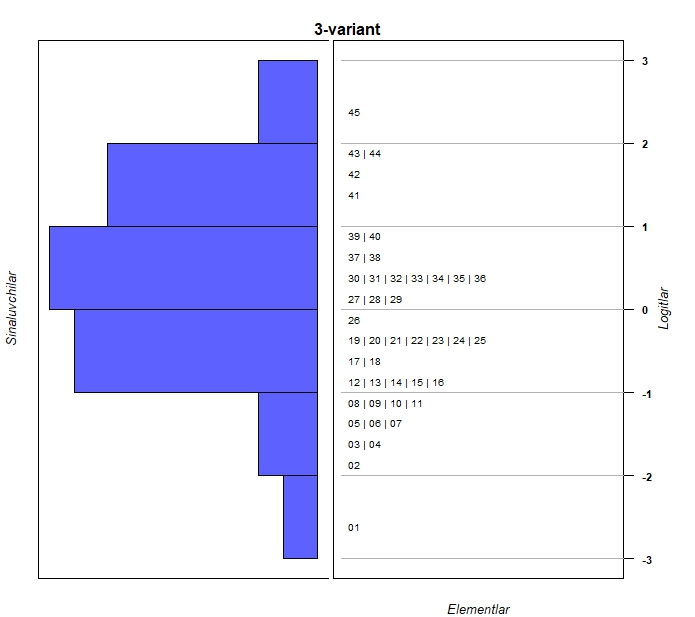 3-variant
3
45
2
43 | 44
42
41
1
39 | 40
37 | 38
30 | 31 | 32 | 33 | 34 | 35 | 36
27 | 28 | 29
0
26
19 | 20 | 21 | 22 | 23 | 24 | 25
17 | 18
12 | 13 | 14 | 15 | 16
-1
08 | 09 | 10 | 11
05 | 06 | 07
03 | 04
02
-2
01
-3
Sinaluvchilar
Logitlar
Elementlar